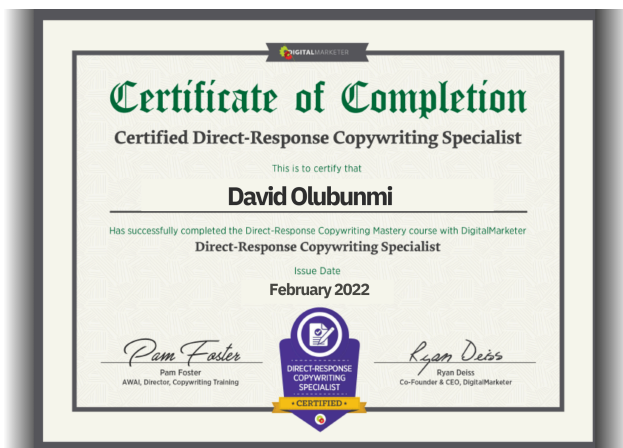 DIGITALMARKETER
Certificate of Completion
Certified Direct-Response Copywriting Specialist
This is to certify that
David Olubunmi
Has successfully completed the Direct-Response Copywriting Mastery course with DigitalMarketer
Direct-Response Copywriting Specialist
Issue Date
February 2022
Pam Foster
Pam Foster
AWAI, Director, Copywriting Training
DIRECT-RESPONSE
COPYWRITING
SPECIALIST
• CERTIFIED •
Ryan Deiss
Ryan Deiss
Co-Founder & CEO, DigitalMarketer